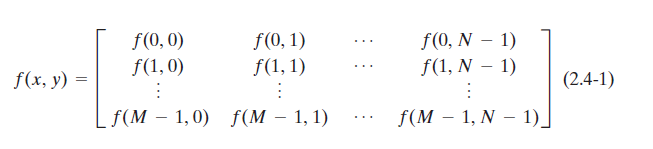 f(0, 0) f(0, 1) ⋯ f(0, N − 1)
f(x, y) = f(1, 0) f(1, 1) ⋯ f(1, N − 1) (2.4-1)
⋮ ⋮ ⋮
f(M − 1, 0) f(M − 1, 1) ⋯ f(M − 1, N − 1)